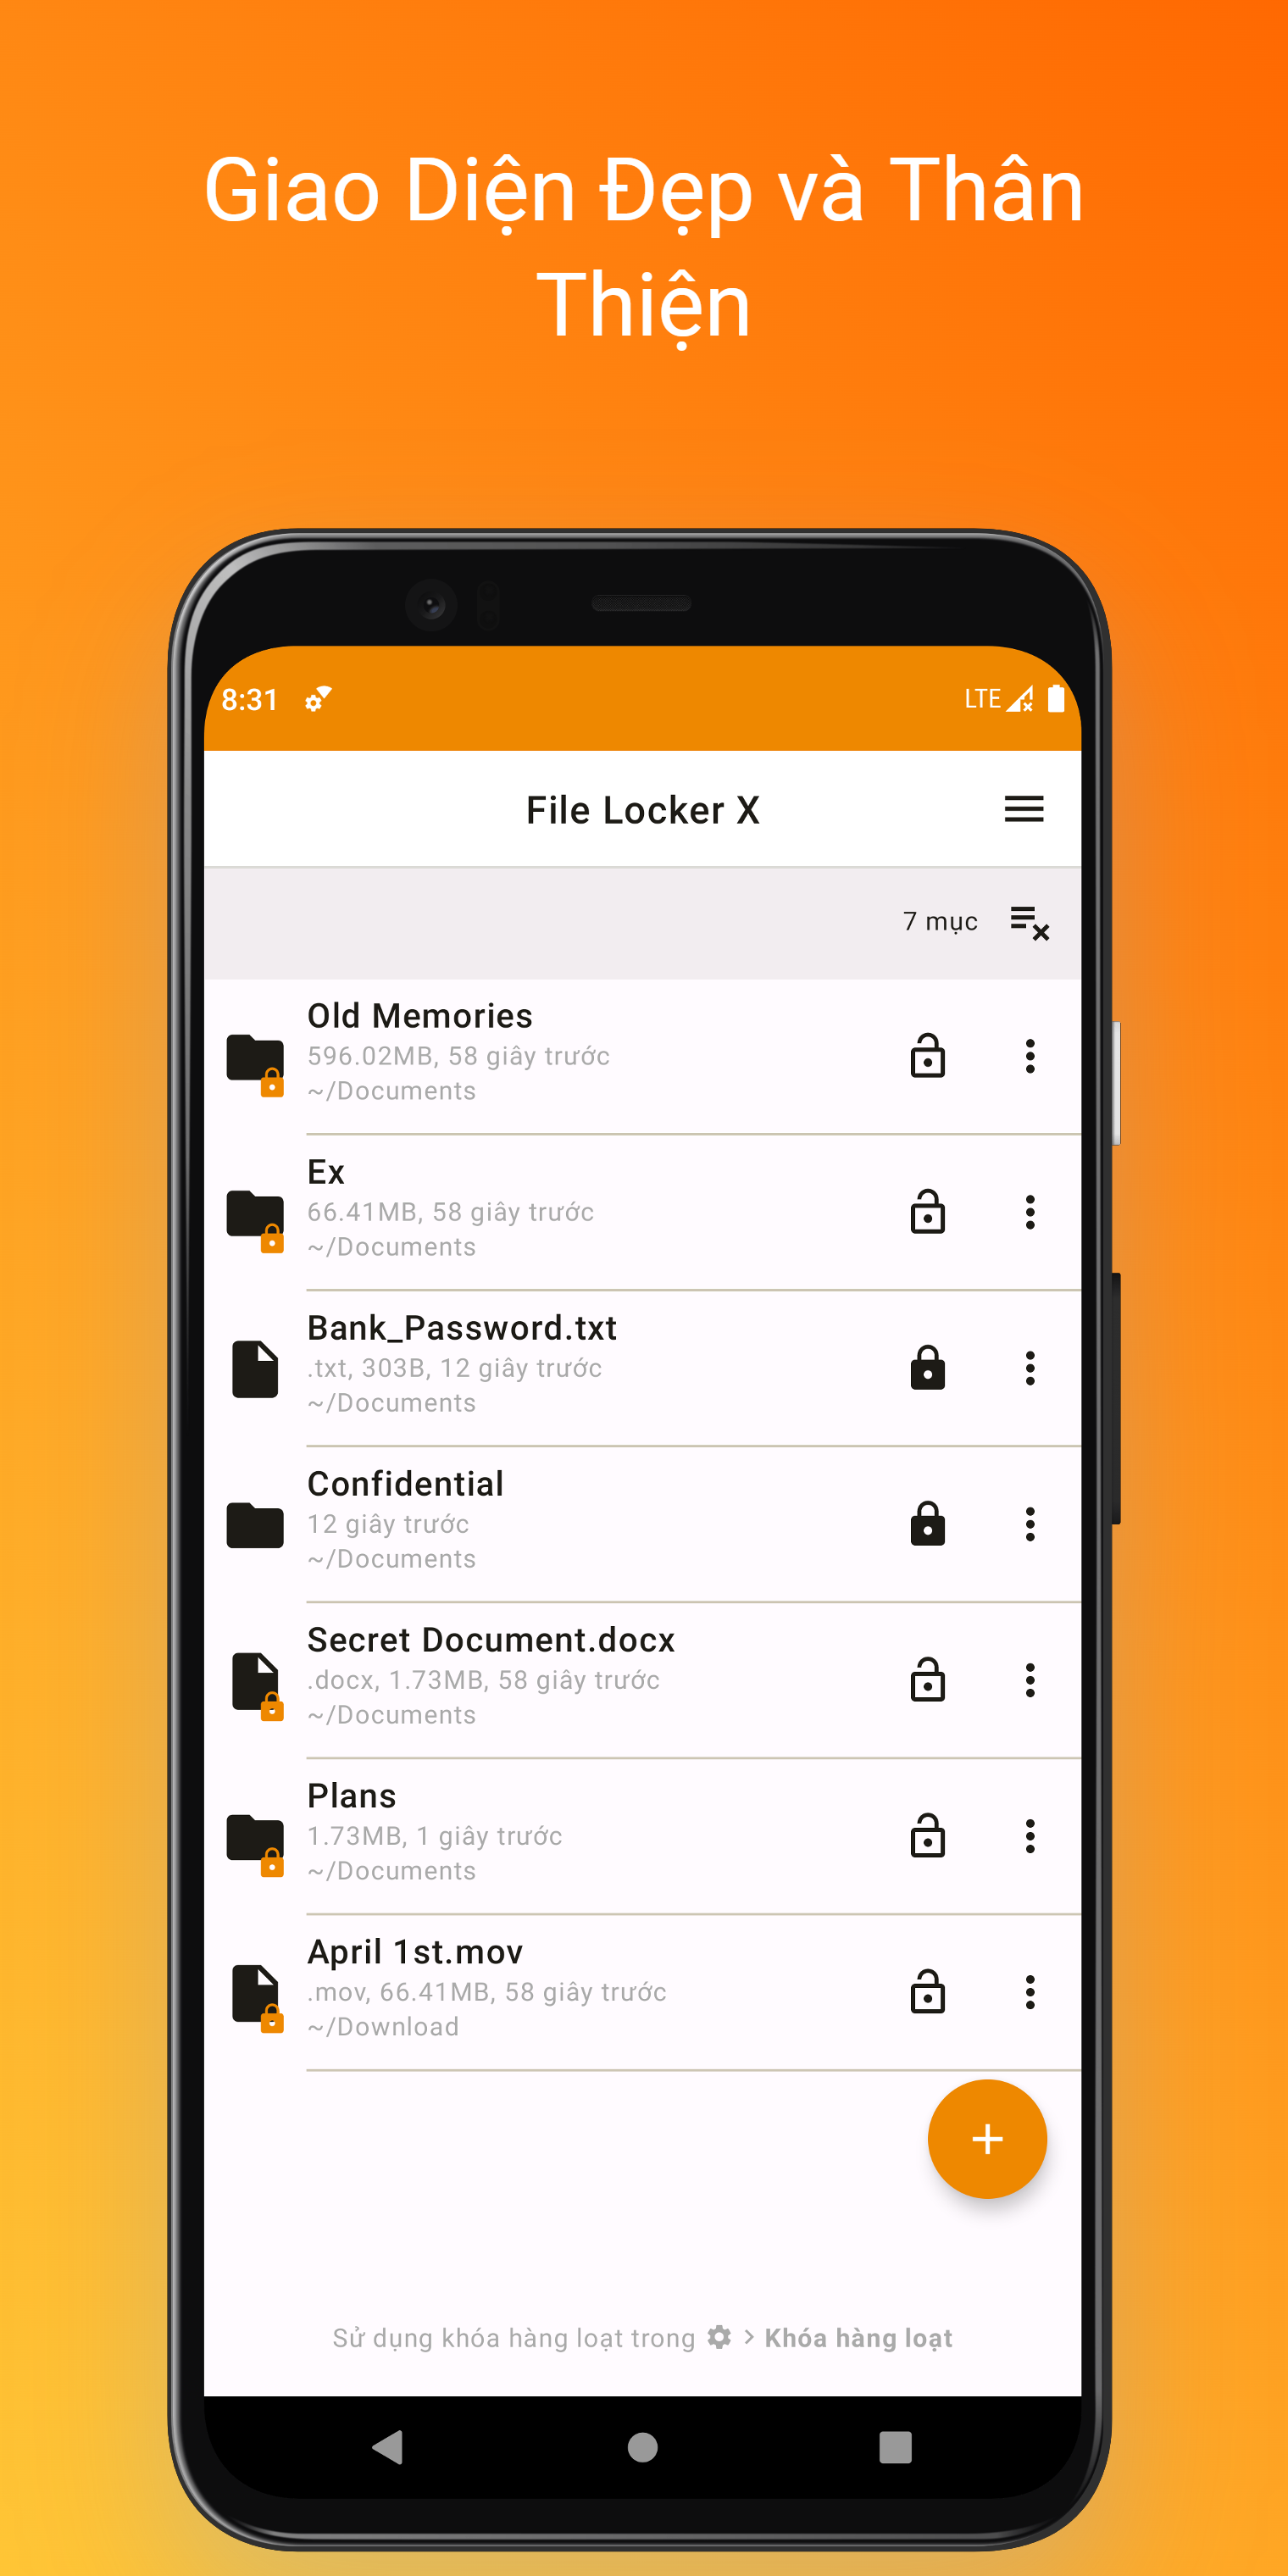 Giao Diện Đẹp và Thân
Thiện
8:31
LTE
File Locker X
7 mục
Old Memories
596.02MB, 58 giây trước
~/Documents
Ex
66.41MB, 58 giây trước
~/Documents
Bank_Password.txt
.txt, 303B, 12 giây trước
~/Documents
Confidential
12 giây trước
~/Documents
Secret Document.docx
.docx, 1.73MB, 58 giây trước
~/Documents
Plans
1.73MB, 1 giây trước
~/Documents
April 1st.mov
.mov, 66.41MB, 58 giây trước
~/Download
Sử dụng khóa hàng loạt trong > Khóa hàng loạt